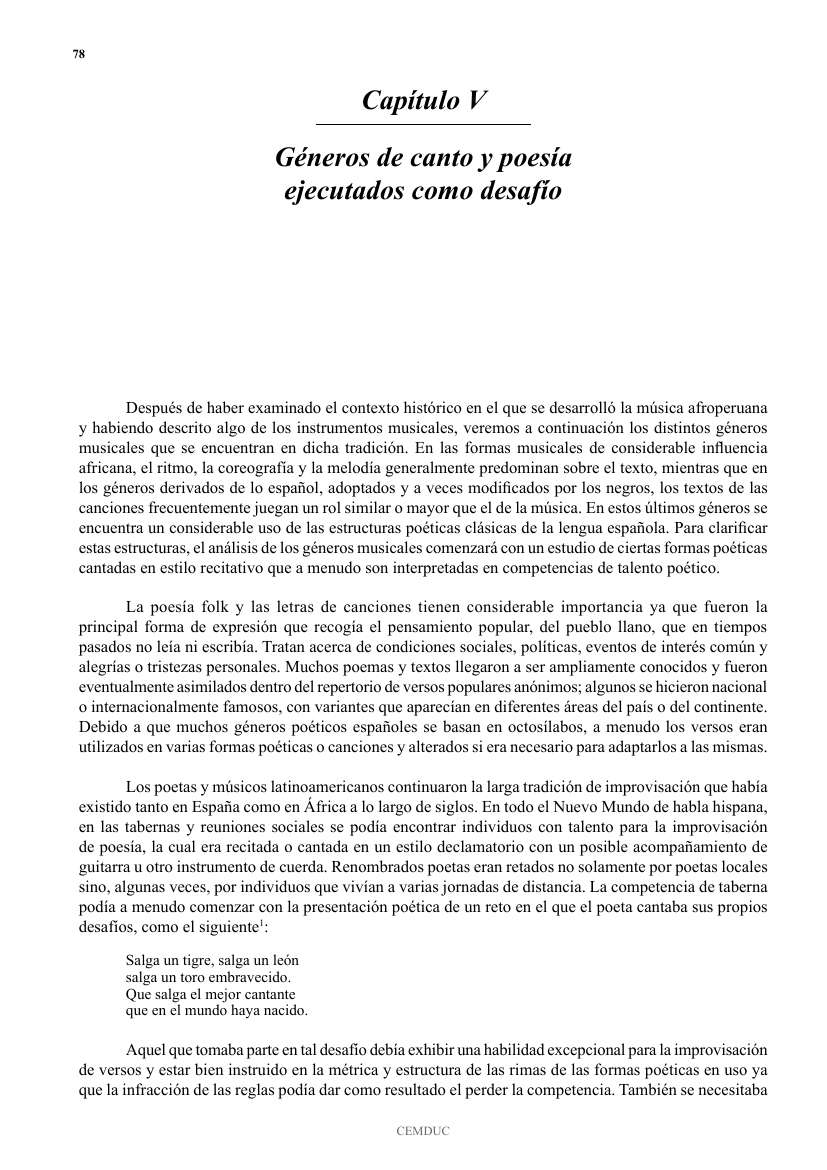 78
Capítulo V
Géneros de canto y poesía
ejecutados como desafío
Después de haber examinado el contexto histórico en el que se desarrolló la música afroperuana
y habiendo descrito algo de los instrumentos musicales, veremos a continuación los distintos géneros
musicales que se encuentran en dicha tradición. En las formas musicales de considerable influencia
africana, el ritmo, la coreografía y la melodía generalmente predominan sobre el texto, mientras que en
los géneros derivados de lo español, adoptados y a veces modificados por los negros, los textos de las
canciones frecuentemente juegan un rol similar o mayor que el de la música. En estos últimos géneros se
encuentra un considerable uso de las estructuras poéticas clásicas de la lengua española. Para clarificar
estas estructuras, el análisis de los géneros musicales comenzará con un estudio de ciertas formas poéticas
cantadas en estilo recitativo que a menudo son interpretadas en competencias de talento poético.
La poesía folk y las letras de canciones tienen considerable importancia ya que fueron la
principal forma de expresión que recogía el pensamiento popular, del pueblo llano, que en tiempos
pasados no leía ni escribía. Tratan acerca de condiciones sociales, políticas, eventos de interés común y
alegrías o tristezas personales. Muchos poemas y textos llegaron a ser ampliamente conocidos y fueron
eventualmente asimilados dentro del repertorio de versos populares anónimos; algunos se hicieron nacional
o internacionalmente famosos, con variantes que aparecían en diferentes áreas del país o del continente.
Debido a que muchos géneros poéticos españoles se basan en octosílabos, a menudo los versos eran
utilizados en varias formas poéticas o canciones y alterados si era necesario para adaptarlos a las mismas.
Los poetas y músicos latinoamericanos continuaron la larga tradición de improvisación que había
existido tanto en España como en África a lo largo de siglos. En todo el Nuevo Mundo de habla hispana,
en las tabernas y reuniones sociales se podía encontrar individuos con talento para la improvisación
de poesía, la cual era recitada o cantada en un estilo declamatorio con un posible acompañamiento de
guitarra u otro instrumento de cuerda. Renombrados poetas eran retados no solamente por poetas locales
sino, algunas veces, por individuos que vivían a varias jornadas de distancia. La competencia de taberna
podía a menudo comenzar con la presentación poética de un reto en el que el poeta cantaba sus propios
desafíos, como el siguiente¹:
Salga un tigre, salga un león
salga un toro embravecido.
Que salga el mejor cantante
que en el mundo haya nacido.
Aquel que tomaba parte en tal desafío debía exhibir una habilidad excepcional para la improvisación
de versos y estar bien instruido en la métrica y estructura de las rimas de las formas poéticas en uso ya
que la infracción de las reglas podía dar como resultado el perder la competencia. También se necesitaba
CEMDUC